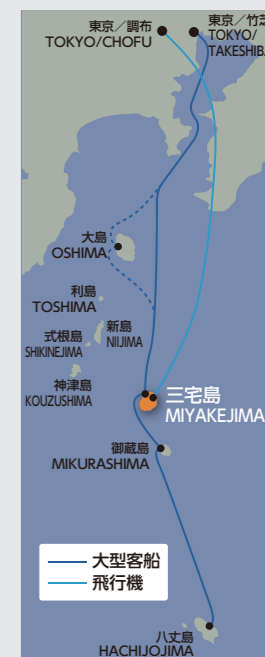 東京／調布
TOKYO/CHOFU
東京／竹芝
TOKYO/
TAKESHIBA
大島
OSHIMA
利島
TOSHIMA
新島
NIIJIMA
式根島
SHIKINEJIMA
神津島
KOUZUSHIMA
三宅島
MIYAKEJIMA
御蔵島
MIKURASHIMA
大型客船
飛行機
八丈島
HACHIJOJIMA